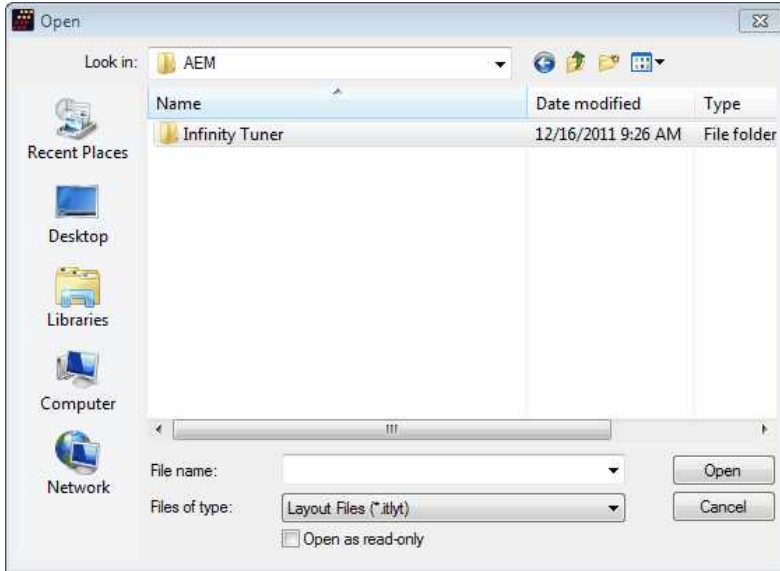 Open
Look in: AEM
Name Date modified Type
Infinity Tuner 12/16/2011 9:26 AM File folder
Recent Places
Desktop
Libraries
Computer
Network
File name: Open
Files of type: Layout Files (*.itlyt) Cancel
Open as read-only